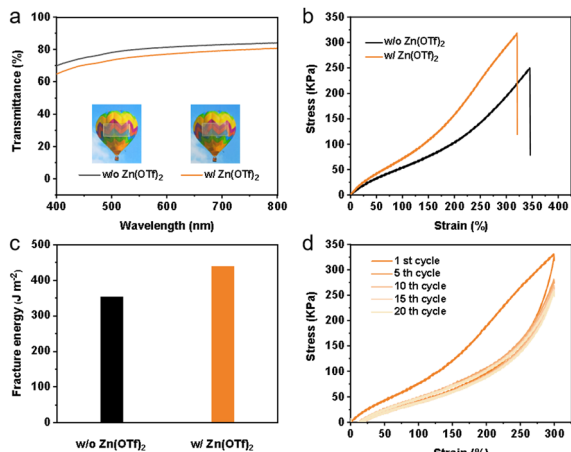 a
Transmittance (%)
100
80
60
40
20
0
w/o Zn(OTf)2
w/ Zn(OTf)2
400
500
600
700
800
Wavelength (nm)
b
Stress (KPa)
350
300
250
200
150
100
50
0
w/o Zn(OTf)2
w/ Zn(OTf)2
0 50 100 150 200 250 300 350 400
Strain (%)
c
Fracture energy (J m-2)
500
400
300
200
100
0
w/o Zn(OTf)2
w/ Zn(OTf)2
d
Stress (KPa)
350
300
250
200
150
100
50
0
1 st cycle
5 th cycle
10 th cycle
15 th cycle
20 th cycle
0 50 100 150 200 250 300
Strain (%)